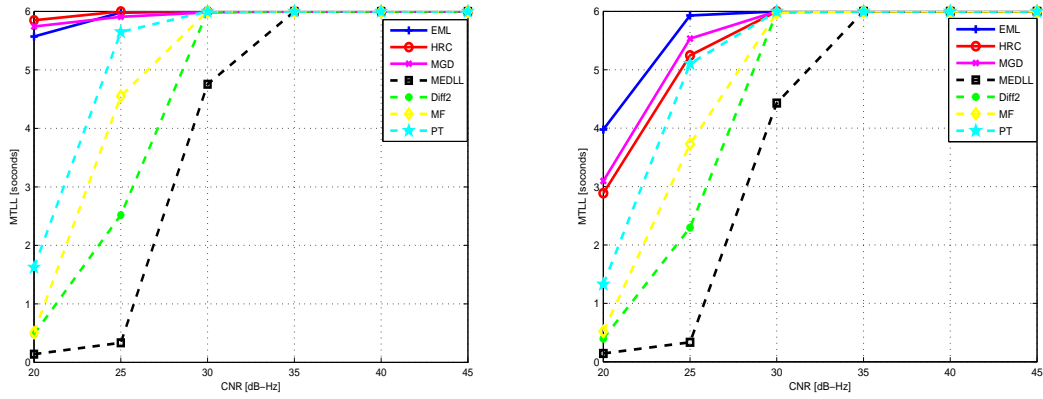 6
5
4
3
2
1
0
MTLL [soconds]
20
25
30
35
40
45
CNR [dB−Hz]
EML
HRC
MGD
MEDLL
Diff2
MF
PT
6
5
4
3
2
1
0
MTLL [soconds]
20
25
30
35
40
45
CNR [dB−Hz]
EML
HRC
MGD
MEDLL
Diff2
MF
PT